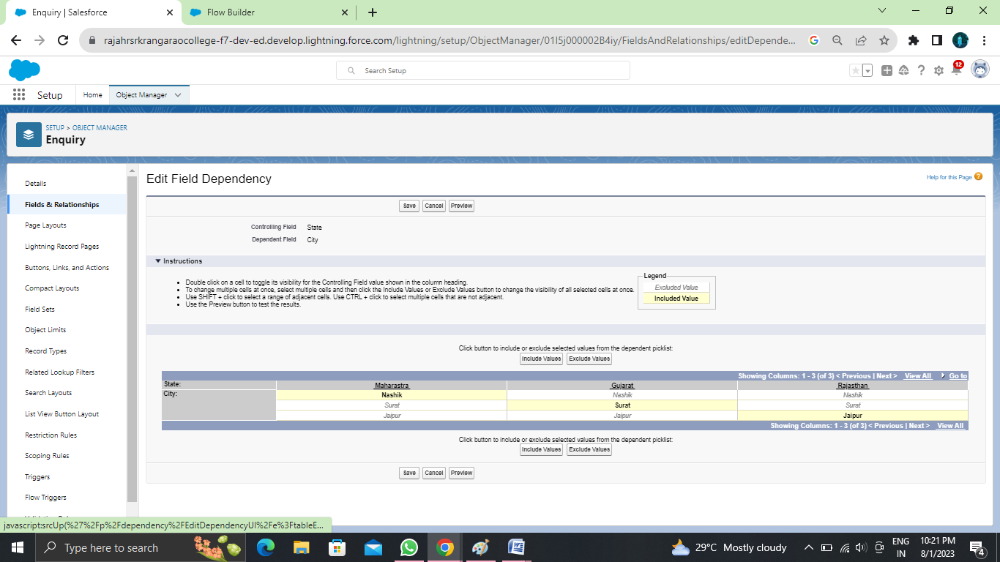 Enquiry | Salesforce
Flow Builder
rajahrsrkrangaraocollege-f7-dev-ed.develop.lightning.force.com/lightning/setup/ObjectManager/01I5j000002B4iy/FieldsAndRelationships/editDepende...
Search Setup
12
Setup
Home
Object Manager
SETUP > OBJECT MANAGER
Enquiry
Details
Fields & Relationships
Page Layouts
Lightning Record Pages
Buttons, Links, and Actions
Compact Layouts
Field Sets
Object Limits
Record Types
Related Lookup Filters
Search Layouts
List View Button Layout
Restriction Rules
Scoping Rules
Triggers
Flow Triggers
Edit Field Dependency
Help for this Page
Save Cancel Preview
Controlling Field State
Dependent Field City
Instructions
• Double click on a cell to toggle its visibility for the Controlling Field value shown in the column heading.
• To change multiple cells at once, select multiple cells and then click the Include Values or Exclude Values button to change the visibility of all selected cells at once.
• Use SHIFT + click to select a range of adjacent cells. Use CTRL + click to select multiple cells that are not adjacent.
• Use the Preview button to test the results.
Legend
Excluded Value
Included Value
Click button to include or exclude selected values from the dependent picklist:
Include Values Exclude Values
Showing Columns: 1 - 3 (of 3) < Previous | Next > View All Go to
State: Maharastra Gujarat Rajasthan
City: Nashik Nashik Nashik
Surat Surat Surat
Jaipur Jaipur Jaipur
Showing Columns: 1 - 3 (of 3) < Previous | Next > View All
Click button to include or exclude selected values from the dependent picklist:
Include Values Exclude Values
Save Cancel Preview
javascript:srcUp(%27%2Fp%2Fdependency%2FEditDependencyUI%2Fe%3FtableE...
Type here to search
29°C Mostly cloudy
ENG
IN
10:21 PM
8/1/2023
4